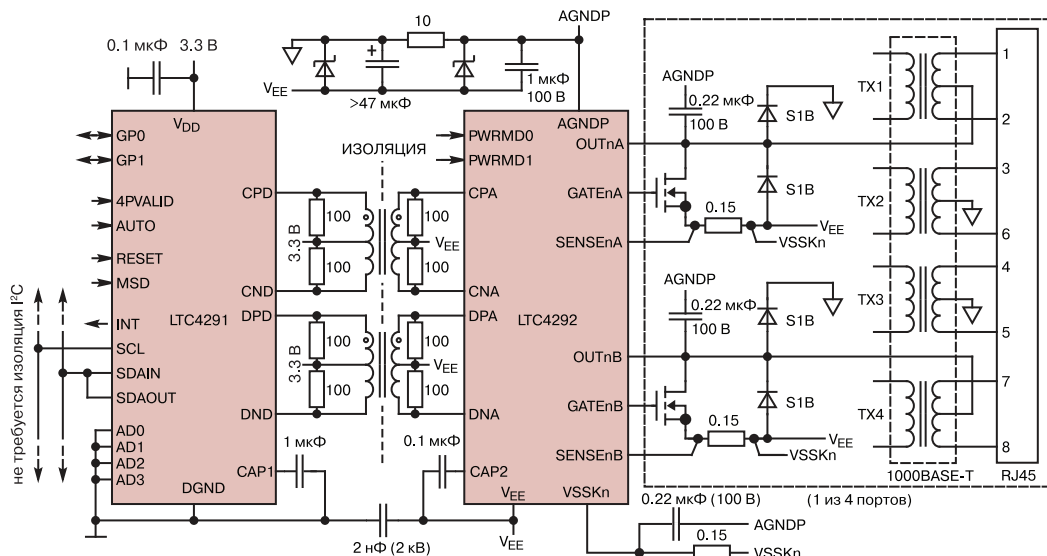 0.1 мкФ 3.3 В
10
AGNDP
VEE
+
>47 мкФ
1 мкФ
100 В
VDD
GP0
GP1
4PVALID
AUTO
RESET
MSD
INT
SCL
SDAIN
SDAOUT
AD0
AD1
AD2
AD3
не требуется изоляция I²C
LTC4291
CPD
CND
DPD
DND
CAP1
DGND
ИЗОЛЯЦИЯ
100
100
3.3 В
100
100
VEE
100
100
3.3 В
100
100
VEE
1 мкФ
0.1 мкФ
2 нФ (2 кВ)
VEE
PWRMD0
PWRMD1
CPA
CNA
DPA
DNA
CAP2
LTC4292
AGNDP
OUTnA
GATEnA
SENSEnA
OUTnB
GATEnB
SENSEnB
VEE
VSSKn
AGNDP
0.22 мкФ
100 В
S1B
S1B
0.15
VEE
VSSKn
AGNDP
0.22 мкФ
100 В
S1B
S1B
0.15
VEE
VSSKn
0.22 мкФ (100 В)
AGNDP
0.15
VSSKn
(1 из 4 портов)
TX1
TX2
TX3
TX4
1
2
3
6
4
5
7
8
1000BASE-T
RJ45